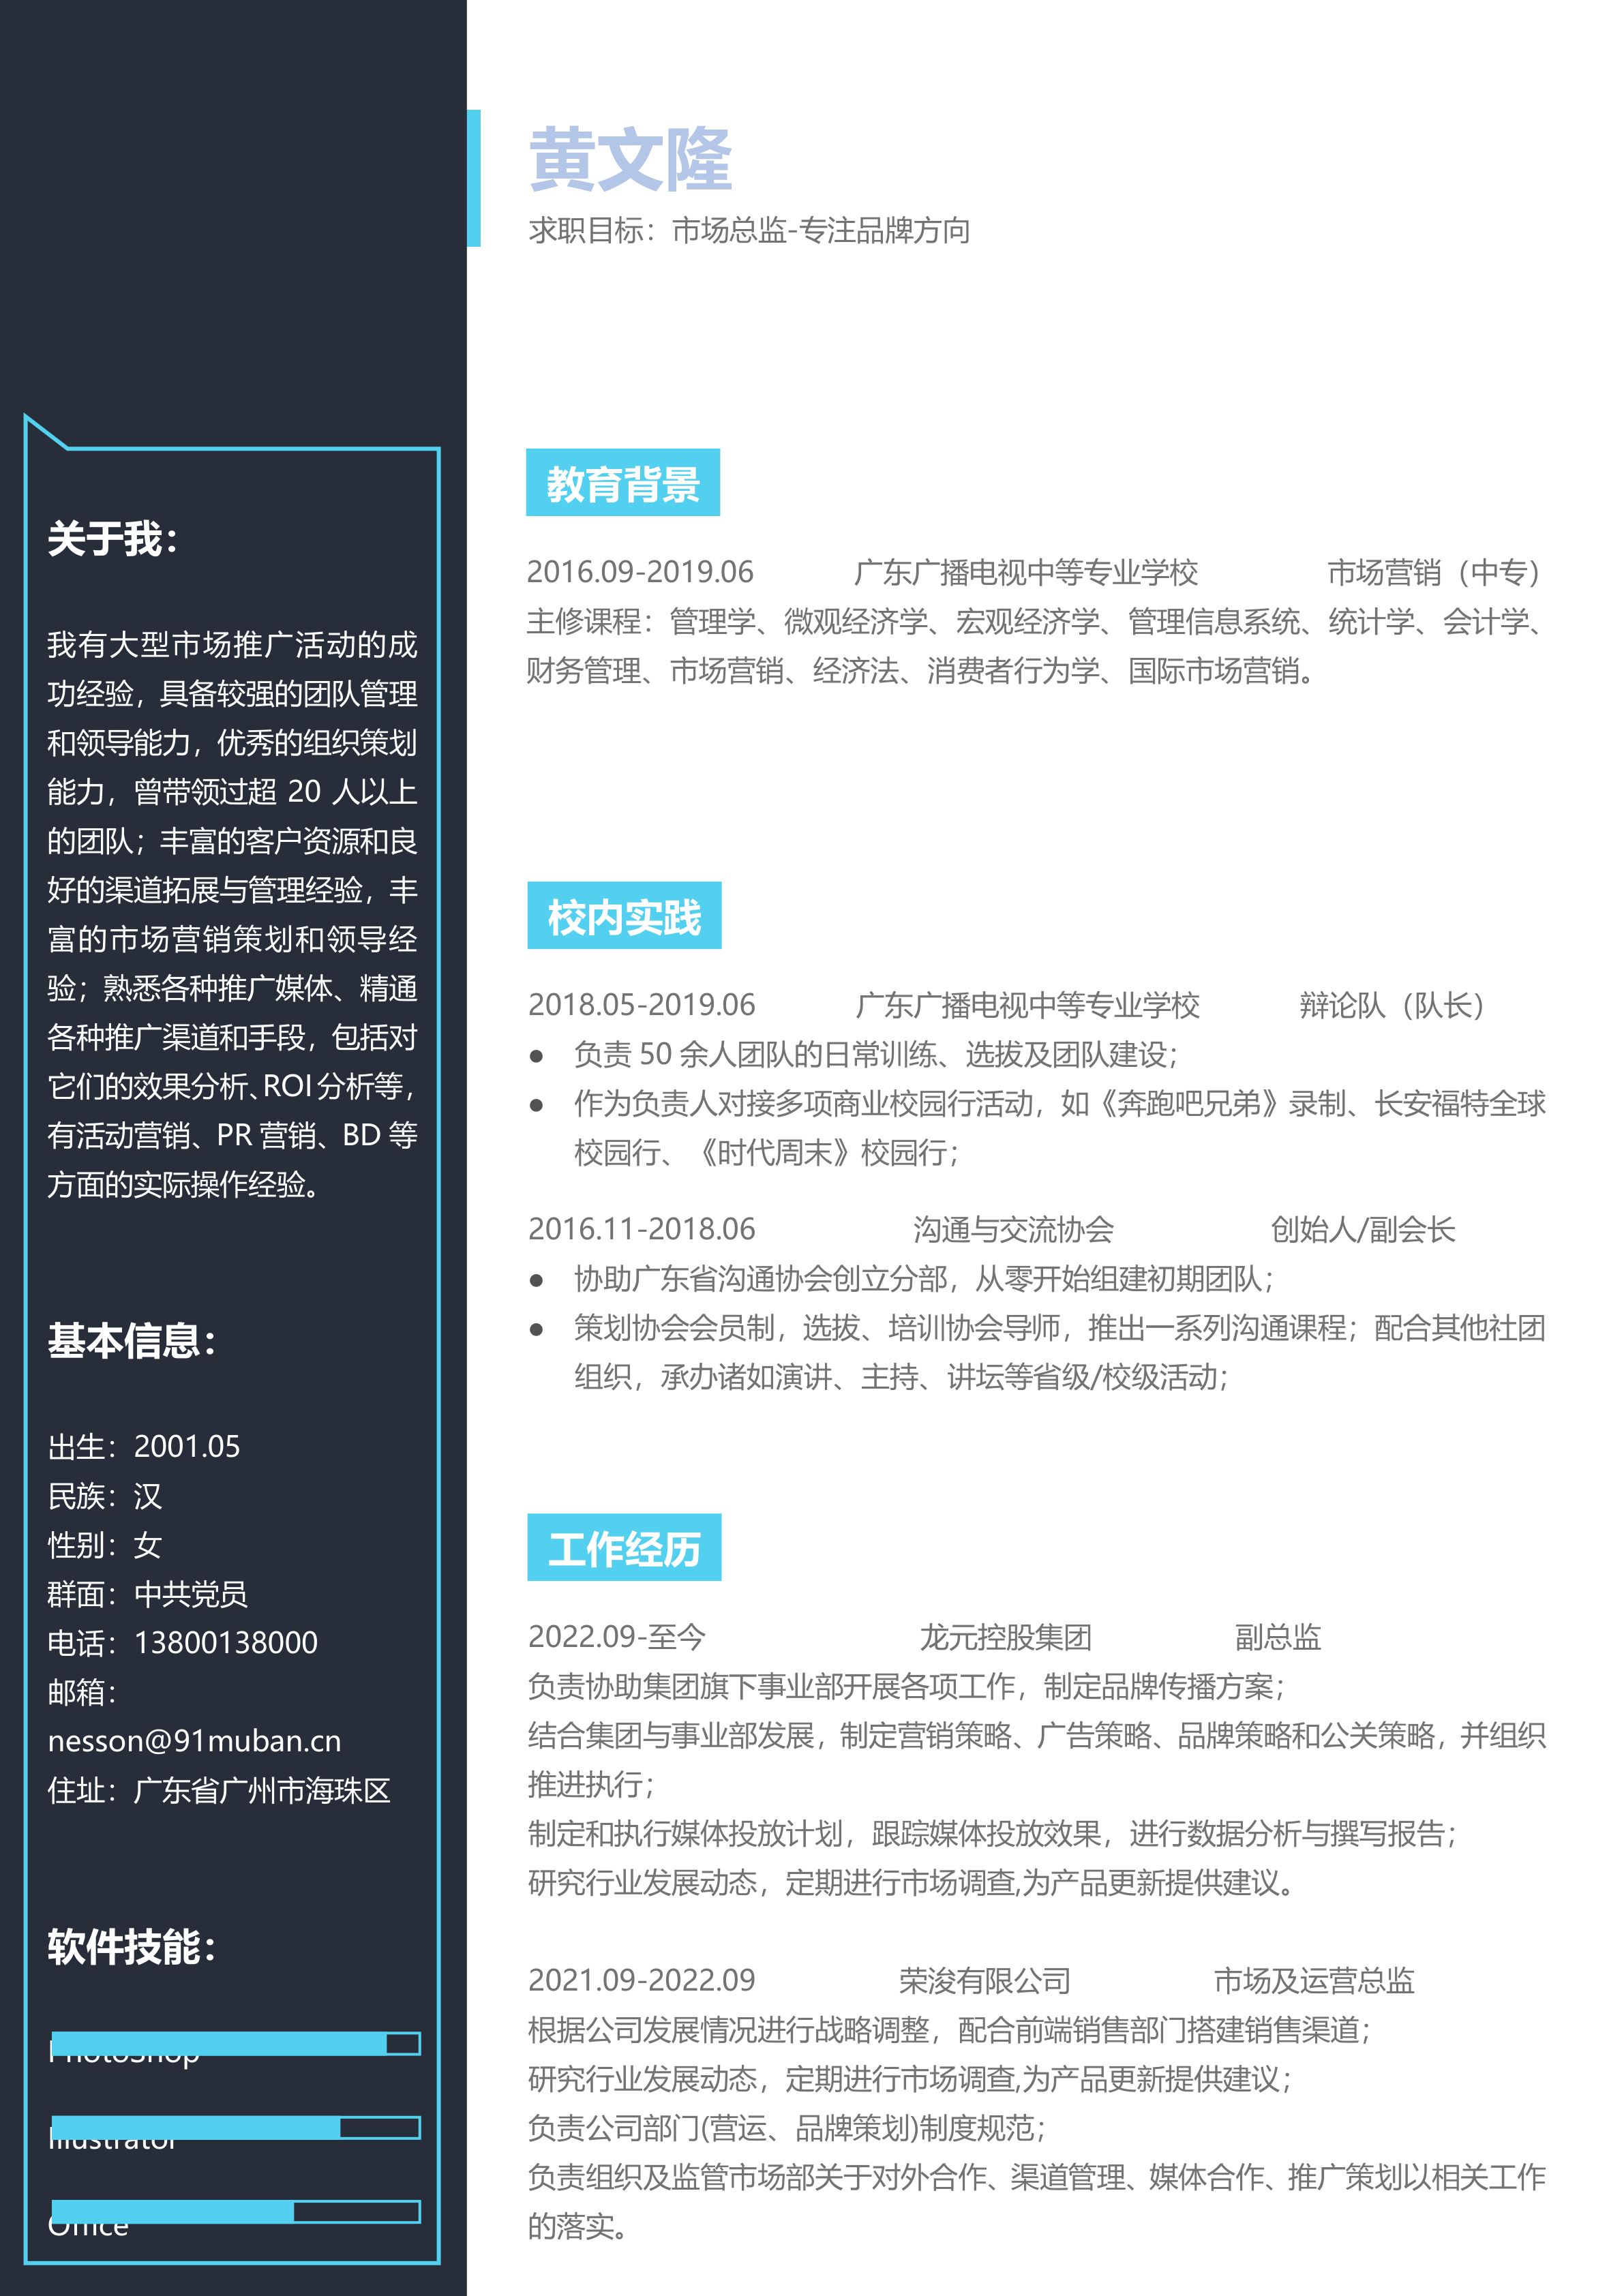 黄文隆
求职目标：市场总监-专注品牌方向
关于我：
我有大型市场推广活动的成
功经验，具备较强的团队管理
和领导能力，优秀的组织策划
能力，曾带领过超 20 人以上
的团队；丰富的客户资源和良
好的渠道拓展与管理经验，丰
富的市场营销策划和领导经
验；熟悉各种推广媒体、精通
各种推广渠道和手段，包括对
它们的效果分析、ROI 分析等，
有活动营销、PR 营销、BD 等
方面的实际操作经验。
基本信息：
出生：2001.05
民族：汉
性别：女
群面：中共党员
电话：13800138000
邮箱：
nesson@91muban.cn
住址：广东省广州市海珠区
软件技能：
Photoshop
Illustrator
Office
教育背景
2016.09-2019.06 广东广播电视中等专业学校 市场营销（中专）
主修课程：管理学、微观经济学、宏观经济学、管理信息系统、统计学、会计学、
财务管理、市场营销、经济法、消费者行为学、国际市场营销。
校内实践
2018.05-2019.06 广东广播电视中等专业学校 辩论队（队长）
● 负责 50 余人团队的日常训练、选拔及团队建设；
● 作为负责人对接多项商业校园行活动，如《奔跑吧兄弟》录制、长安福特全球
校园行、《时代周末》校园行；
2016.11-2018.06 沟通与交流协会 创始人/副会长
● 协助广东省沟通协会创立分部，从零开始组建初期团队；
● 策划协会会员制，选拔、培训协会导师，推出一系列沟通课程；配合其他社团
组织，承办诸如演讲、主持、讲坛等省级/校级活动；
工作经历
2022.09-至今 龙元控股集团 副总监
负责协助集团旗下事业部开展各项工作，制定品牌传播方案；
结合集团与事业部发展，制定营销策略、广告策略、品牌策略和公关策略，并组织
推进执行；
制定和执行媒体投放计划，跟踪媒体投放效果，进行数据分析与撰写报告；
研究行业发展动态，定期进行市场调查,为产品更新提供建议。
2021.09-2022.09 荣浚有限公司 市场及运营总监
根据公司发展情况进行战略调整，配合前端销售部门搭建销售渠道；
研究行业发展动态，定期进行市场调查,为产品更新提供建议；
负责公司部门(营运、品牌策划)制度规范；
负责组织及监管市场部关于对外合作、渠道管理、媒体合作、推广策划以相关工作
的落实。